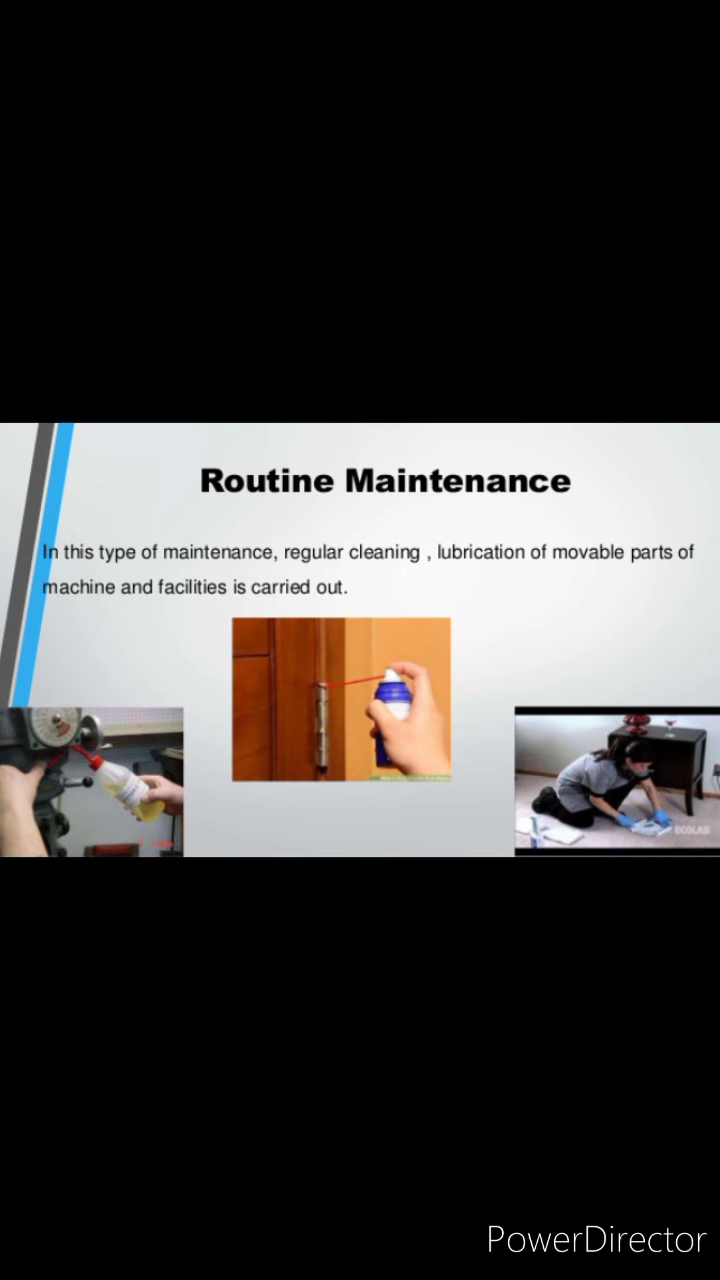 Routine Maintenance
In this type of maintenance, regular cleaning , lubrication of movable parts of
machine and facilities is carried out.
ECOLAB
PowerDirector